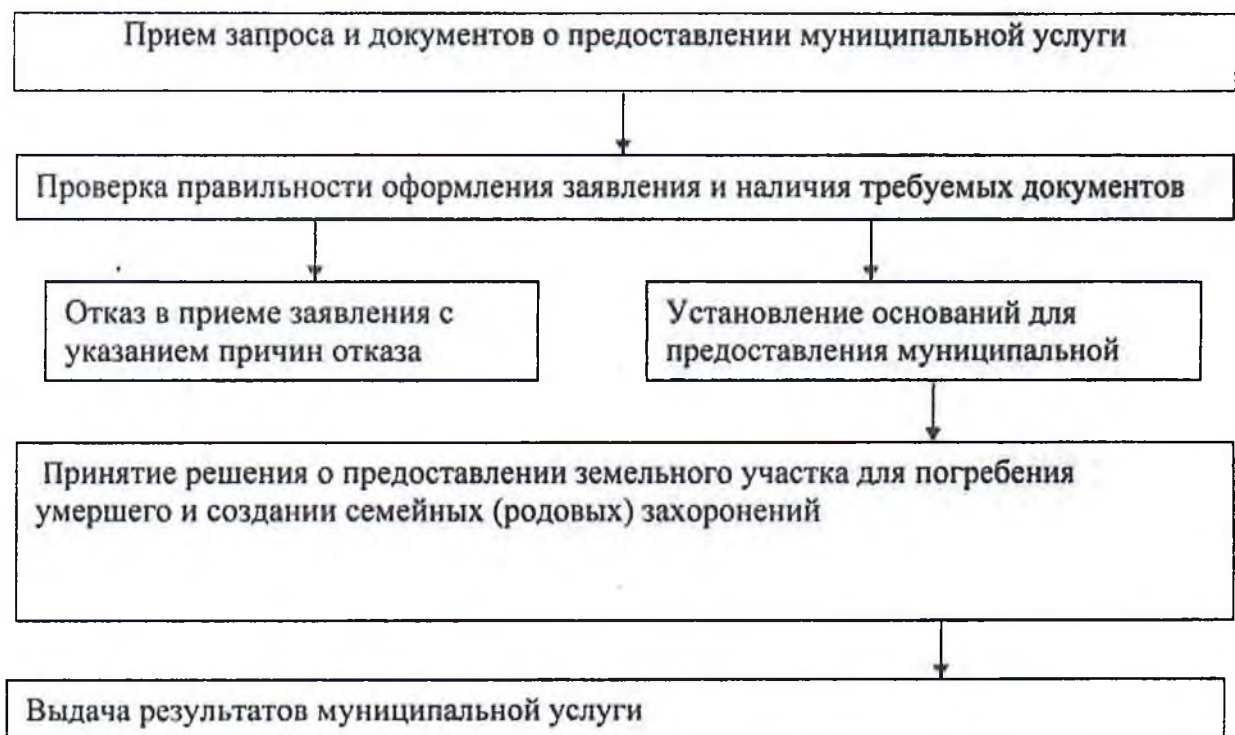 Прием запроса и документов о предоставлении муниципальной услуги
Проверка правильности оформления заявления и наличия требуемых документов
Отказ в приеме заявления с
указанием причин отказа
Установление оснований для
предоставления муниципальной
Принятие решения о предоставлении земельного участка для погребения
умершего и создании семейных (родовых) захоронений
Выдача результатов муниципальной услуги